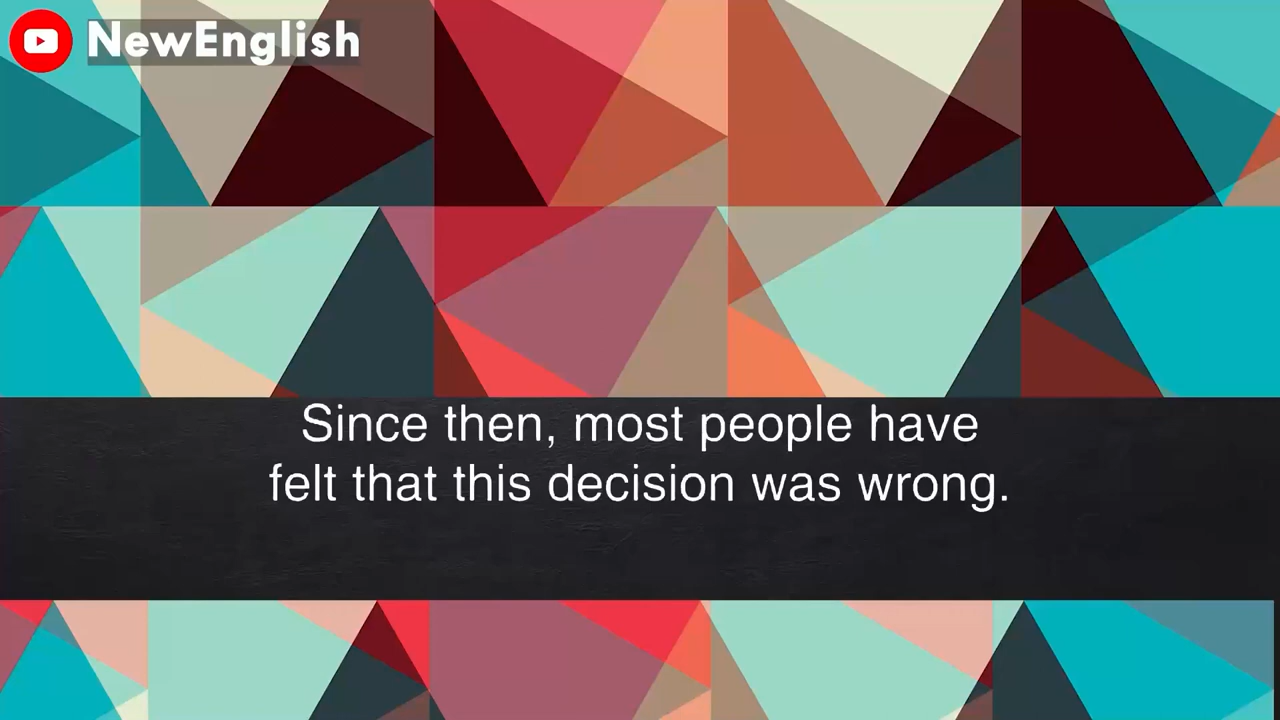 NewEnglish
Since then, most people have
felt that this decision was wrong.